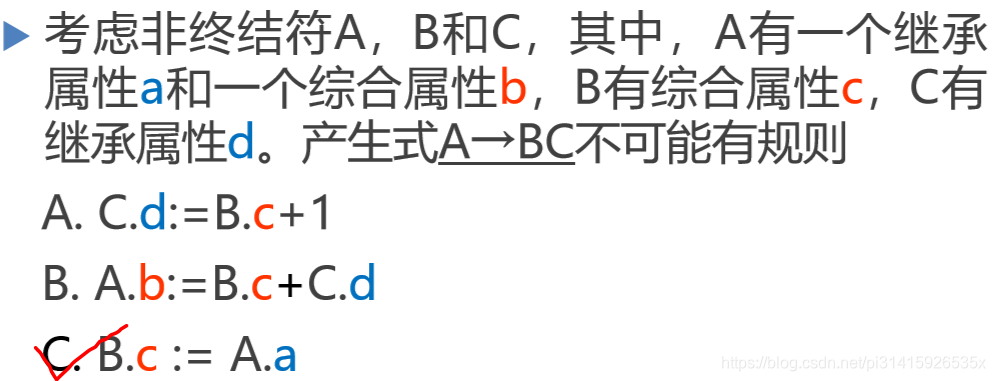 考虑非终结符A，B和C，其中，A有一个继承
属性a和一个综合属性b，B有综合属性c，C有
继承属性d。产生式A→BC不可能有规则
A. C.d:=B.c+1
B. A.b:=B.c+C.d
C. B.c := A.a
https://blog.csdn.net/pi31415926535x